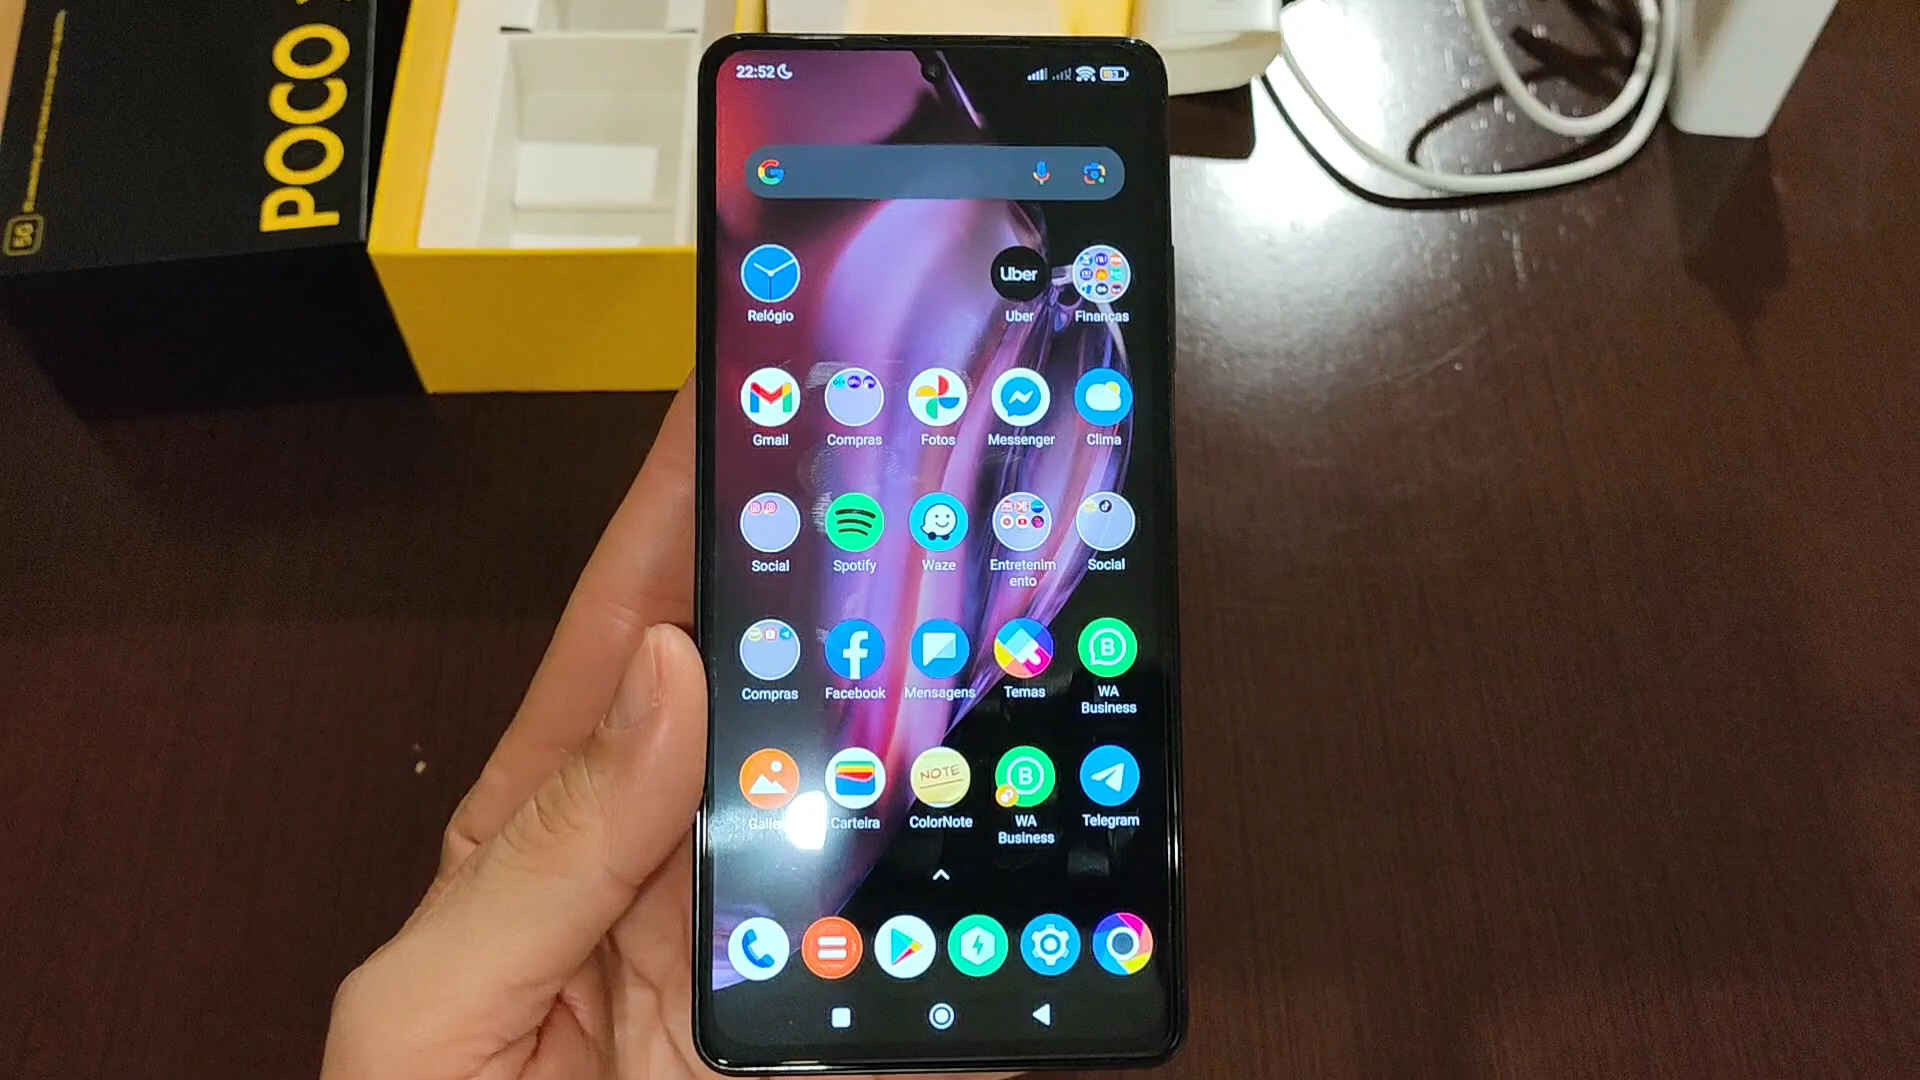 POCO
5G
22:52
Uber
Relógio
Uber
Finanças
Gmail
Compras
Fotos
Messenger
Clima
Social
Spotify
Waze
Entretenim
ento
Social
Compras
Facebook
Mensagens
Temas
WA
Business
NOTE
Carteira
ColorNote
WA
Business
Telegram